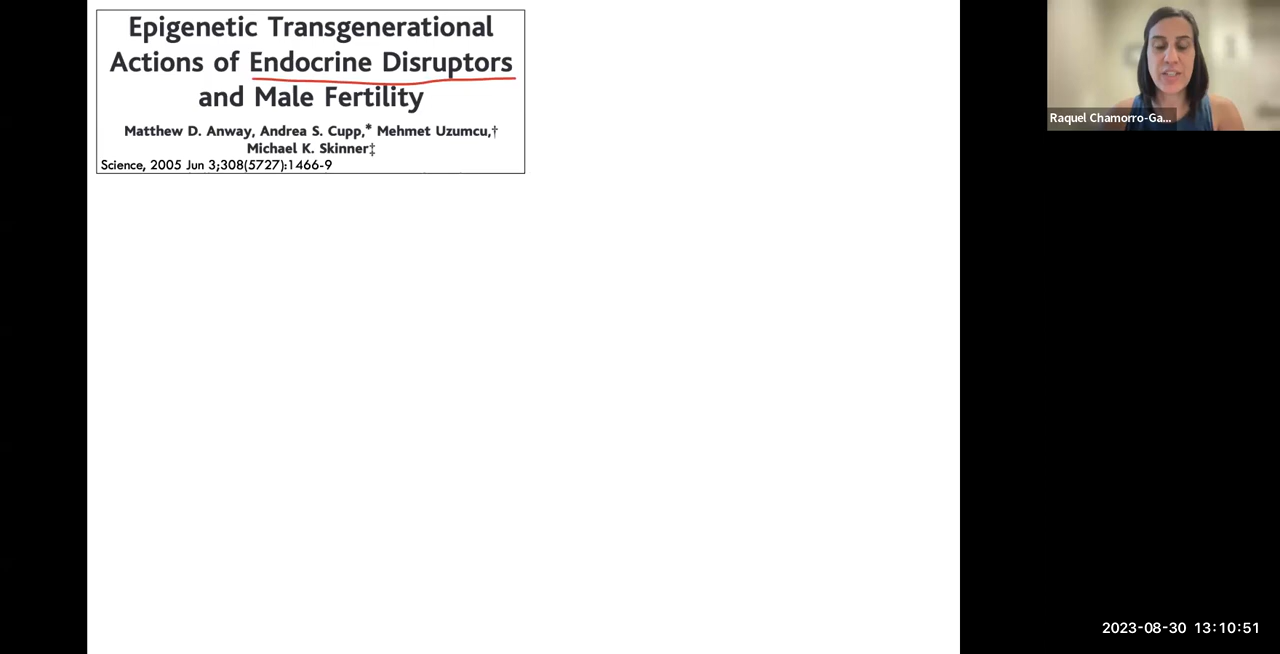 Epigenetic Transgenerational
Actions of Endocrine Disruptors
and Male Fertility
Matthew D. Anway, Andrea S. Cupp,* Mehmet Uzumcu,†
Michael K. Skinner‡
Science, 2005 Jun 3;308(5727):1466-9
Raquel Chamorro-Ga...
2023-08-30 13:10:51